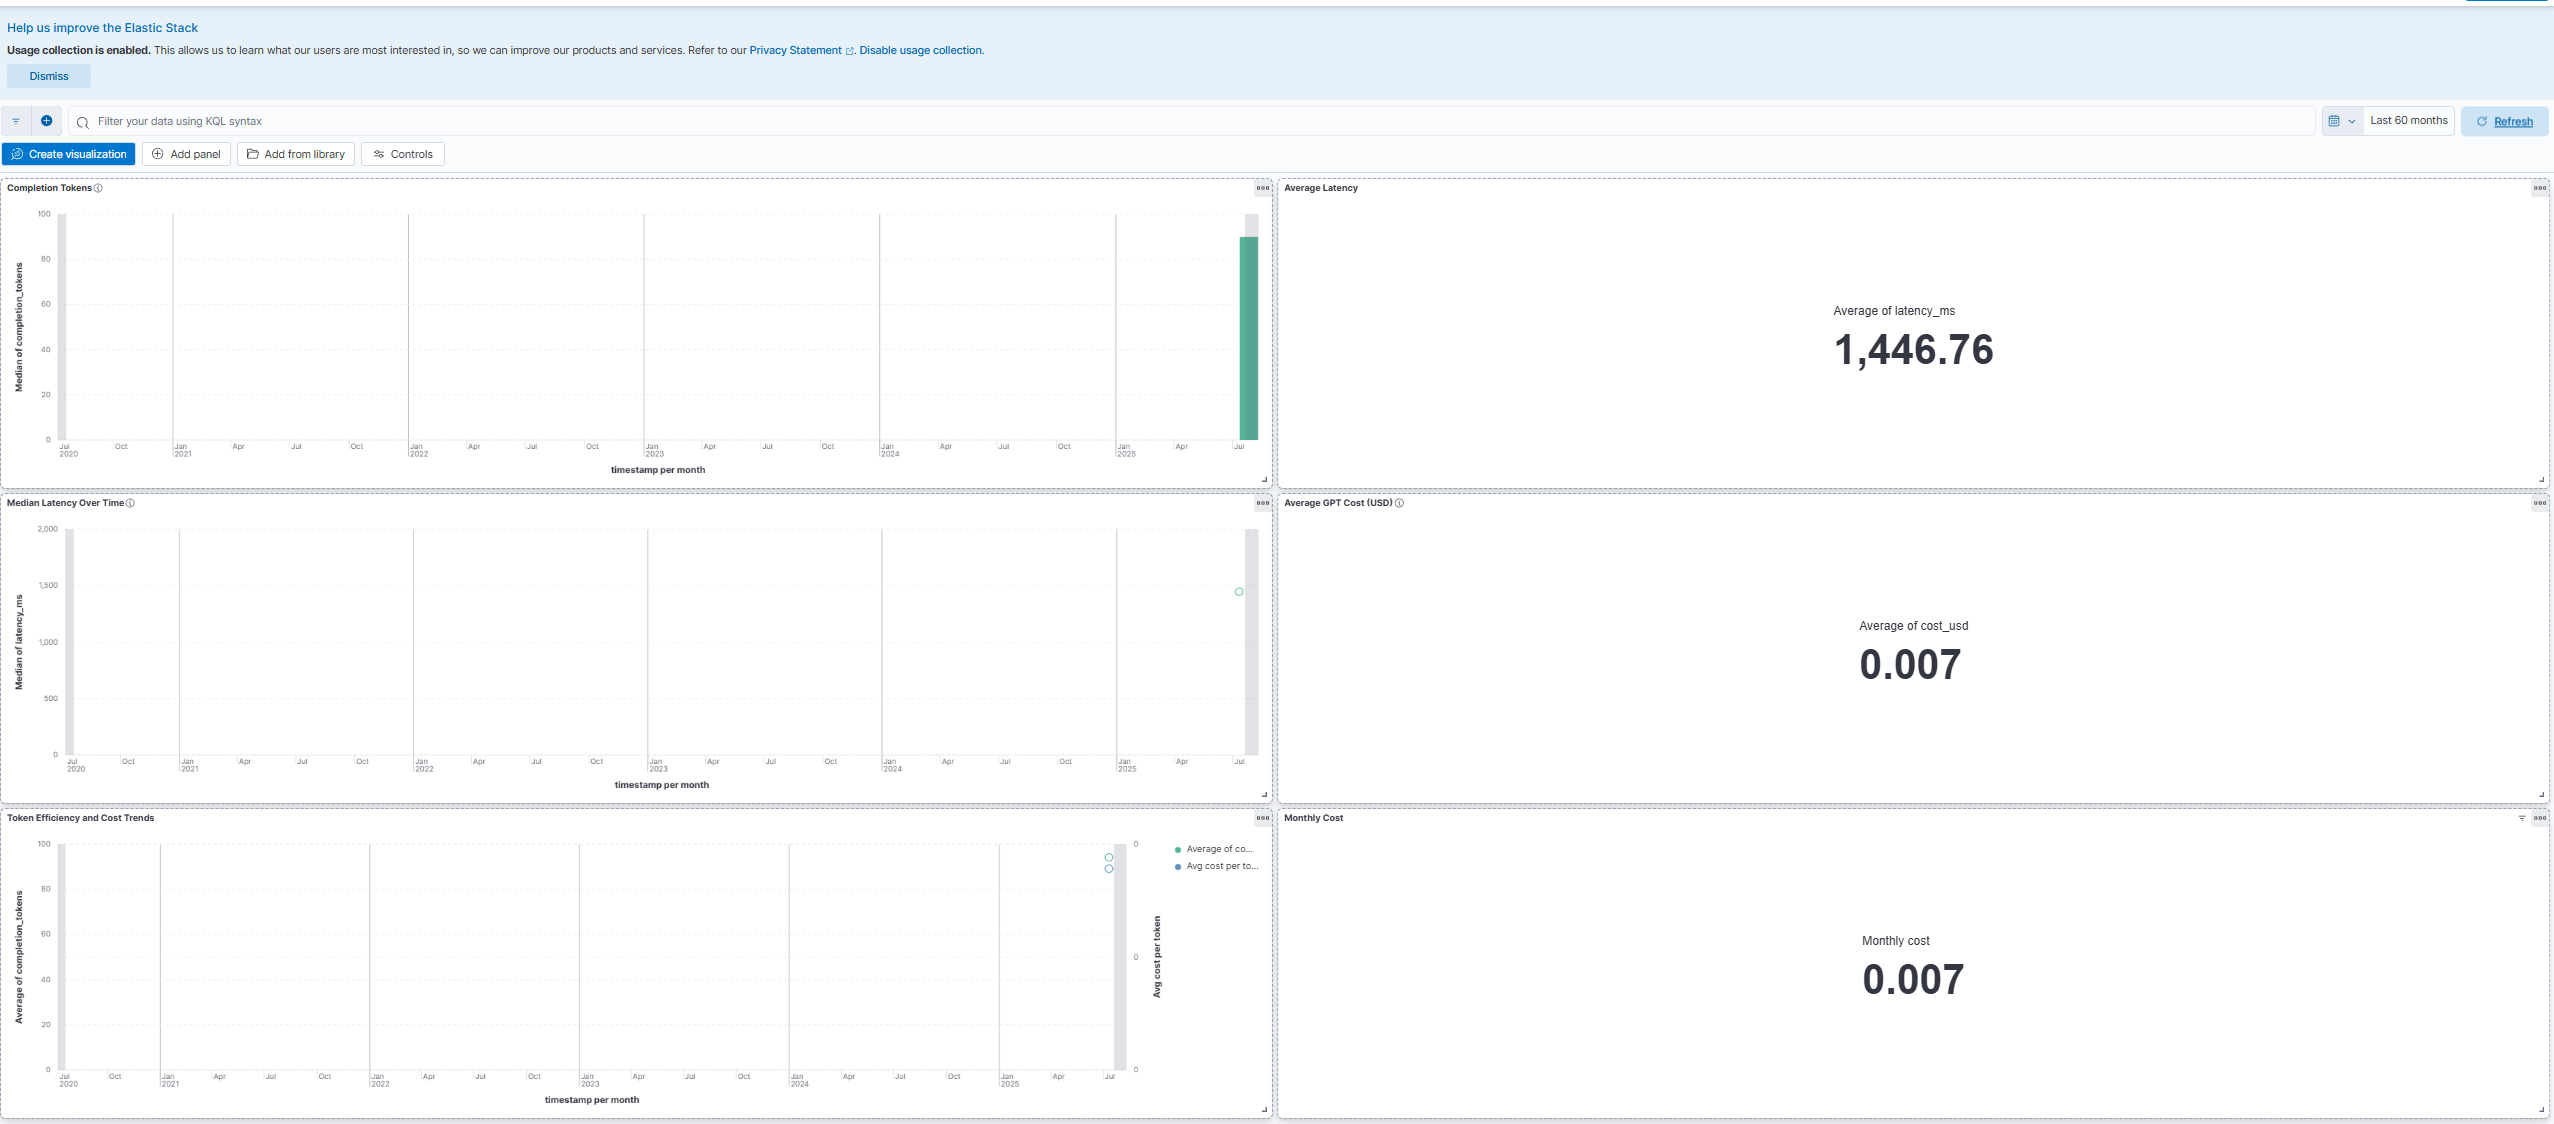 Help us improve the Elastic Stack
Usage collection is enabled. This allows us to learn what our users are most interested in, so we can improve our products and services. Refer to our Privacy Statement. Disable usage collection.
Dismiss
Filter your data using KQL syntax
Last 60 months
Refresh
Create visualization
Add panel
Add from library
Controls
Completion Tokens
Median of completion_tokens
100
80
60
40
20
0
Jul Oct Jan Apr Jul Oct Jan Apr Jul Oct Jan Apr Jul Oct Jan Apr Jul Oct Jan Apr Jul
2020 2021 2022 2023 2024 2025
timestamp per month
Average Latency
Average of latency_ms
1,446.76
Median Latency Over Time
Median of latency_ms
2,000
1,500
1,000
500
0
Jul Oct Jan Apr Jul Oct Jan Apr Jul Oct Jan Apr Jul Oct Jan Apr Jul Oct Jan Apr Jul
2020 2021 2022 2023 2024 2025
timestamp per month
Average GPT Cost (USD)
Average of cost_usd
0.007
Token Efficiency and Cost Trends
Average of completion_tokens
100
80
60
40
20
0
0
0
0
Avg cost per token
Average of co...
Avg cost per to...
Jul Oct Jan Apr Jul Oct Jan Apr Jul Oct Jan Apr Jul Oct Jan Apr Jul Oct Jan Apr Jul
2020 2021 2022 2023 2024 2025
timestamp per month
Monthly Cost
Monthly cost
0.007